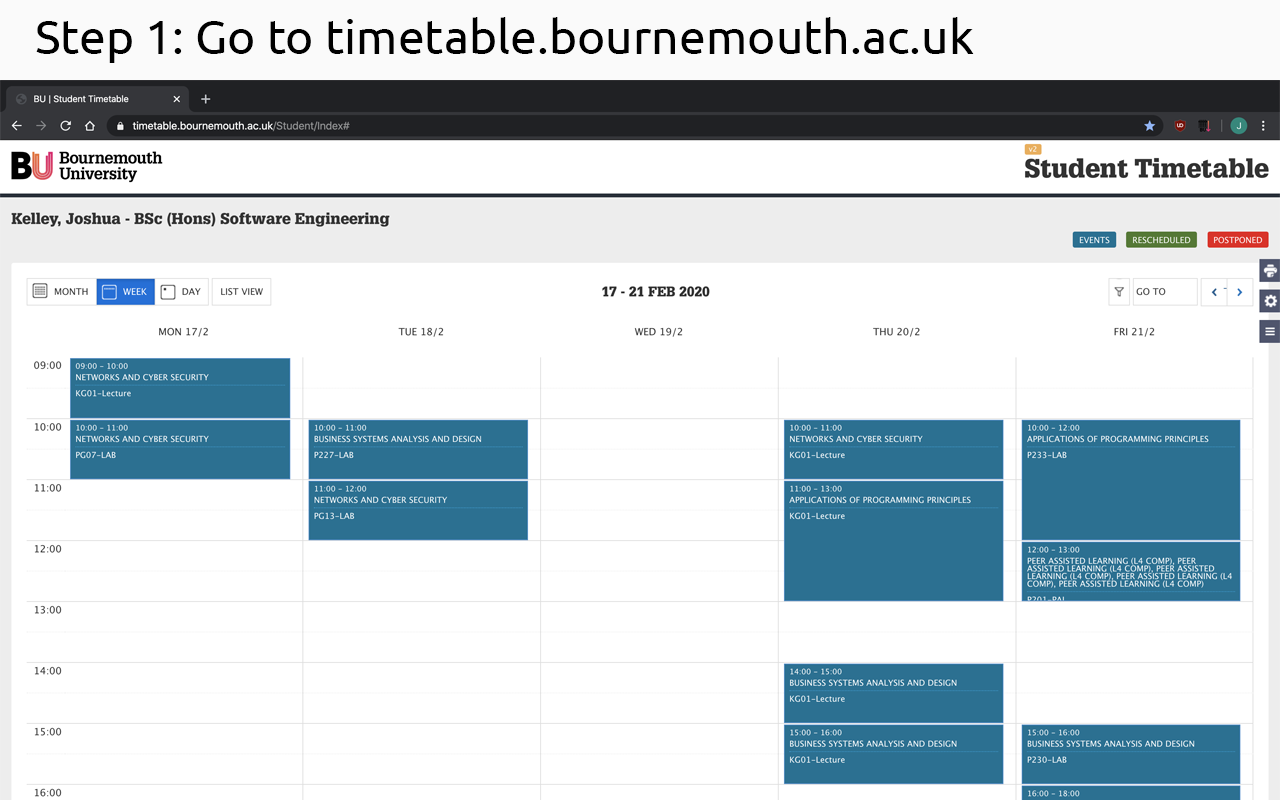 Step 1: Go to timetable.bournemouth.ac.uk
BU | Student Timetable
timetable.bournemouth.ac.uk/Student/Index#
UD
J
BU Bournemouth
University
v2
Student Timetable
Kelley, Joshua - BSc (Hons) Software Engineering
EVENTS RESCHEDULED POSTPONED
MONTH WEEK DAY LIST VIEW
17 - 21 FEB 2020
GO TO
MON 17/2 TUE 18/2 WED 19/2 THU 20/2 FRI 21/2
09:00
09:00 - 10:00
NETWORKS AND CYBER SECURITY
KG01-Lecture
10:00
10:00 - 11:00
NETWORKS AND CYBER SECURITY
PG07-LAB
10:00 - 11:00
BUSINESS SYSTEMS ANALYSIS AND DESIGN
P227-LAB
10:00 - 11:00
NETWORKS AND CYBER SECURITY
KG01-Lecture
10:00 - 12:00
APPLICATIONS OF PROGRAMMING PRINCIPLES
P233-LAB
11:00
11:00 - 12:00
NETWORKS AND CYBER SECURITY
PG13-LAB
11:00 - 13:00
APPLICATIONS OF PROGRAMMING PRINCIPLES
KG01-Lecture
12:00
12:00 - 13:00
PEER ASSISTED LEARNING (L4 COMP), PEER
ASSISTED LEARNING (L4 COMP), PEER ASSISTED
LEARNING (L4 COMP), PEER ASSISTED LEARNING (L4
COMP), PEER ASSISTED LEARNING (L4 COMP)
P201-PAL
13:00
14:00
14:00 - 15:00
BUSINESS SYSTEMS ANALYSIS AND DESIGN
KG01-Lecture
15:00
15:00 - 16:00
BUSINESS SYSTEMS ANALYSIS AND DESIGN
KG01-Lecture
15:00 - 16:00
BUSINESS SYSTEMS ANALYSIS AND DESIGN
P230-LAB
16:00
16:00 - 18:00